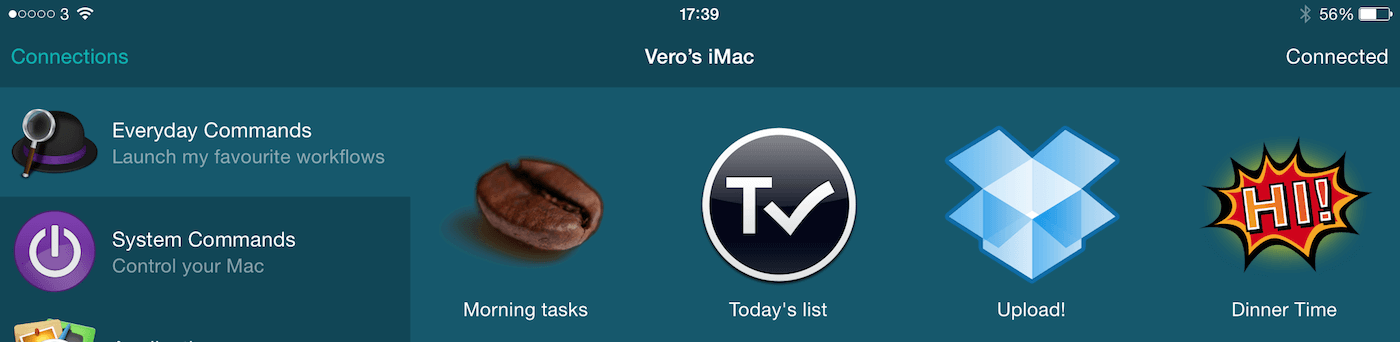 3
17:39
56%
Connections
Vero's iMac
Connected
Everyday Commands
Launch my favourite workflows
System Commands
Control your Mac
T
HI!
Morning tasks
Today's list
Upload!
Dinner Time